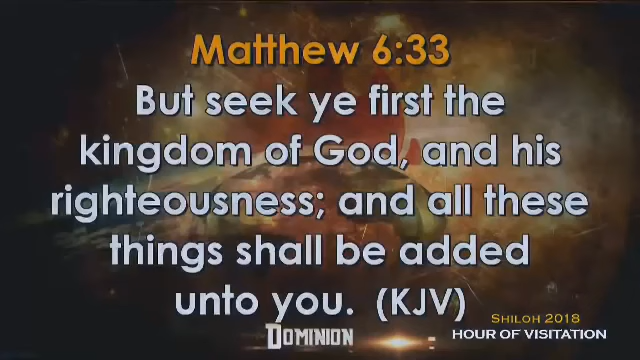 Matthew 6:33
But seek ye first the
kingdom of God, and his
righteousness; and all these
things shall be added
unto you. (KJV)
SHILOH 2018
DOMINION
HOUR OF VISITATION